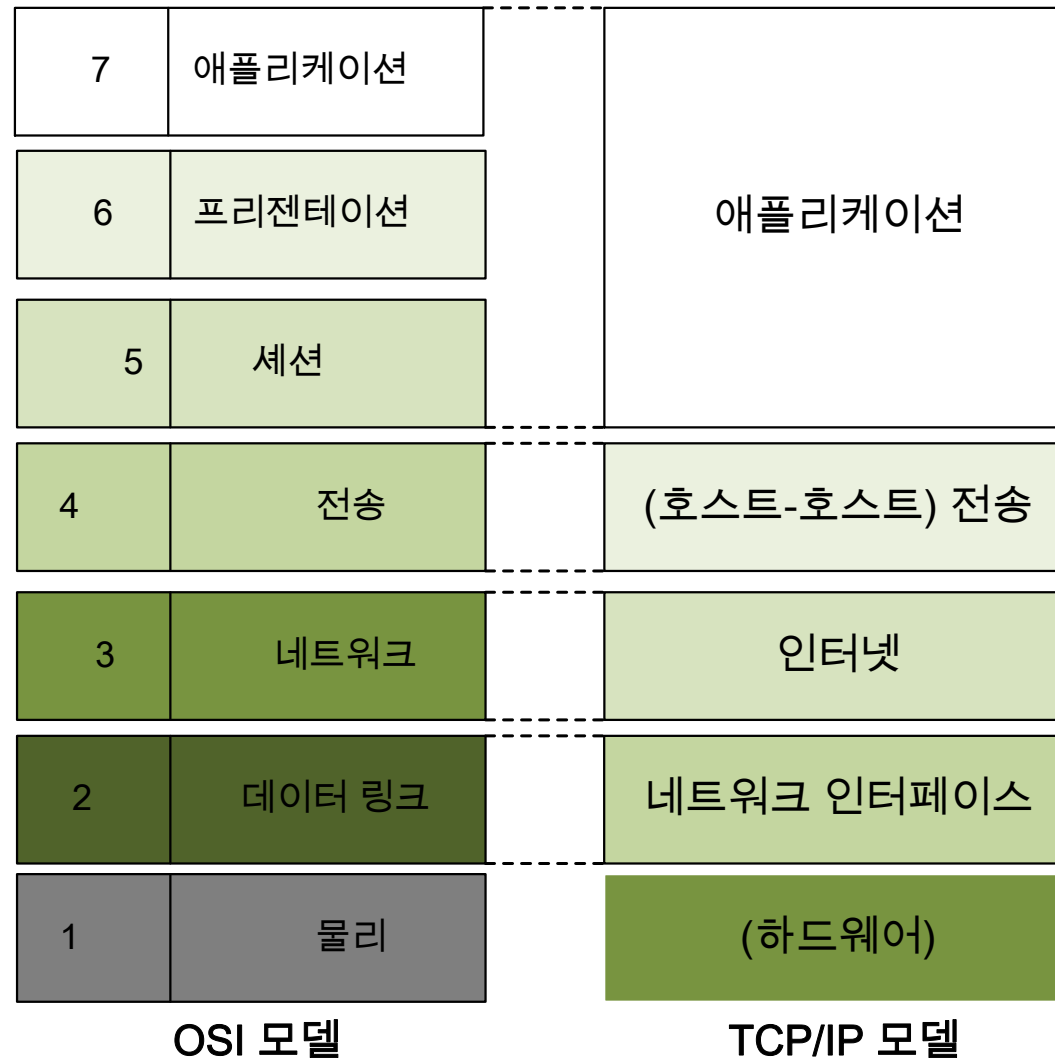 7 애플리케이션
6 프리젠테이션
5 세션
4 전송
3 네트워크
2 데이터 링크
1 물리
OSI 모델
애플리케이션
(호스트-호스트) 전송
인터넷
네트워크 인터페이스
(하드웨어)
TCP/IP 모델